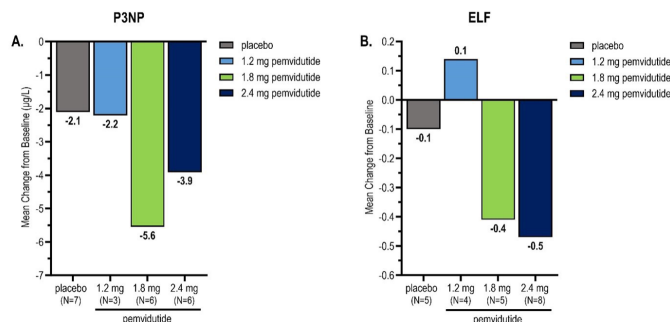 P3NP
A.
Mean Change from Baseline (µg/L)
0
-1
-2
-3
-4
-5
-6
-7
-2.1
-2.2
-5.6
-3.9
placebo
1.2 mg pemvidutide
1.8 mg pemvidutide
2.4 mg pemvidutide
placebo 1.2 mg 1.8 mg 2.4 mg
(N=7) (N=3) (N=6) (N=6)
pemvidutide
ELF
B.
Mean Change from Baseline
0.2
0.1
0.0
-0.1
-0.2
-0.3
-0.4
-0.5
-0.6
-0.1
0.1
-0.4
-0.5
placebo
1.2 mg pemvidutide
1.8 mg pemvidutide
2.4 mg pemvidutide
placebo 1.2 mg 1.8 mg 2.4 mg
(N=5) (N=4) (N=5) (N=8)
pemvidutide